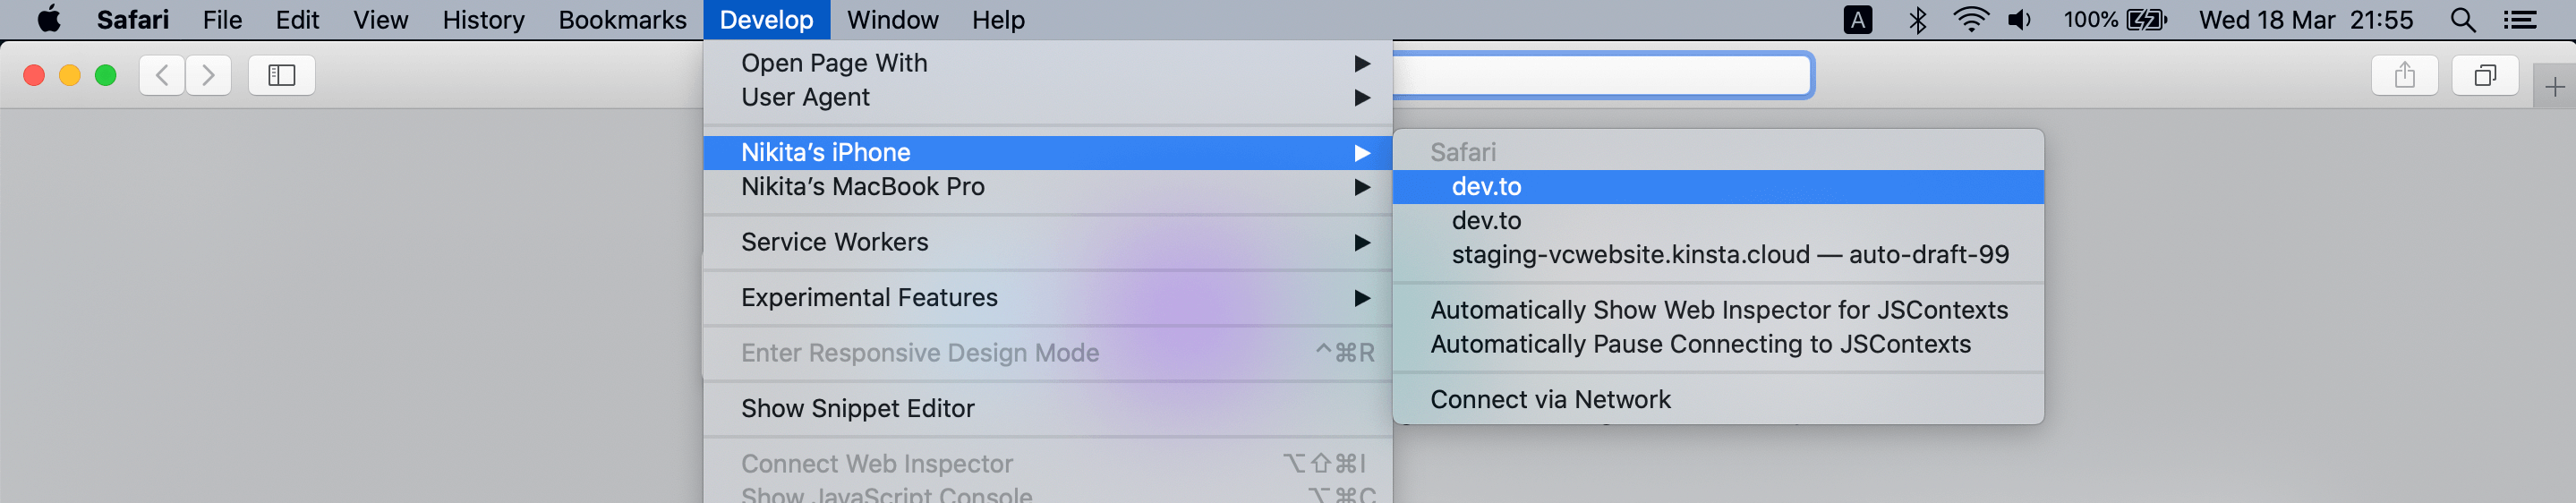 Safari File Edit View History Bookmarks Develop Window Help A 100% Wed 18 Mar 21:55
Open Page With
User Agent
Nikita’s iPhone
Nikita’s MacBook Pro
Service Workers
Experimental Features
Enter Responsive Design Mode ^⌘R
Show Snippet Editor
Connect Web Inspector ⌥⇧⌘I
Show JavaScript Console ⌥⌘C
Safari
dev.to
dev.to
staging-vcwebsite.kinsta.cloud — auto-draft-99
Automatically Show Web Inspector for JSContexts
Automatically Pause Connecting to JSContexts
Connect via Network